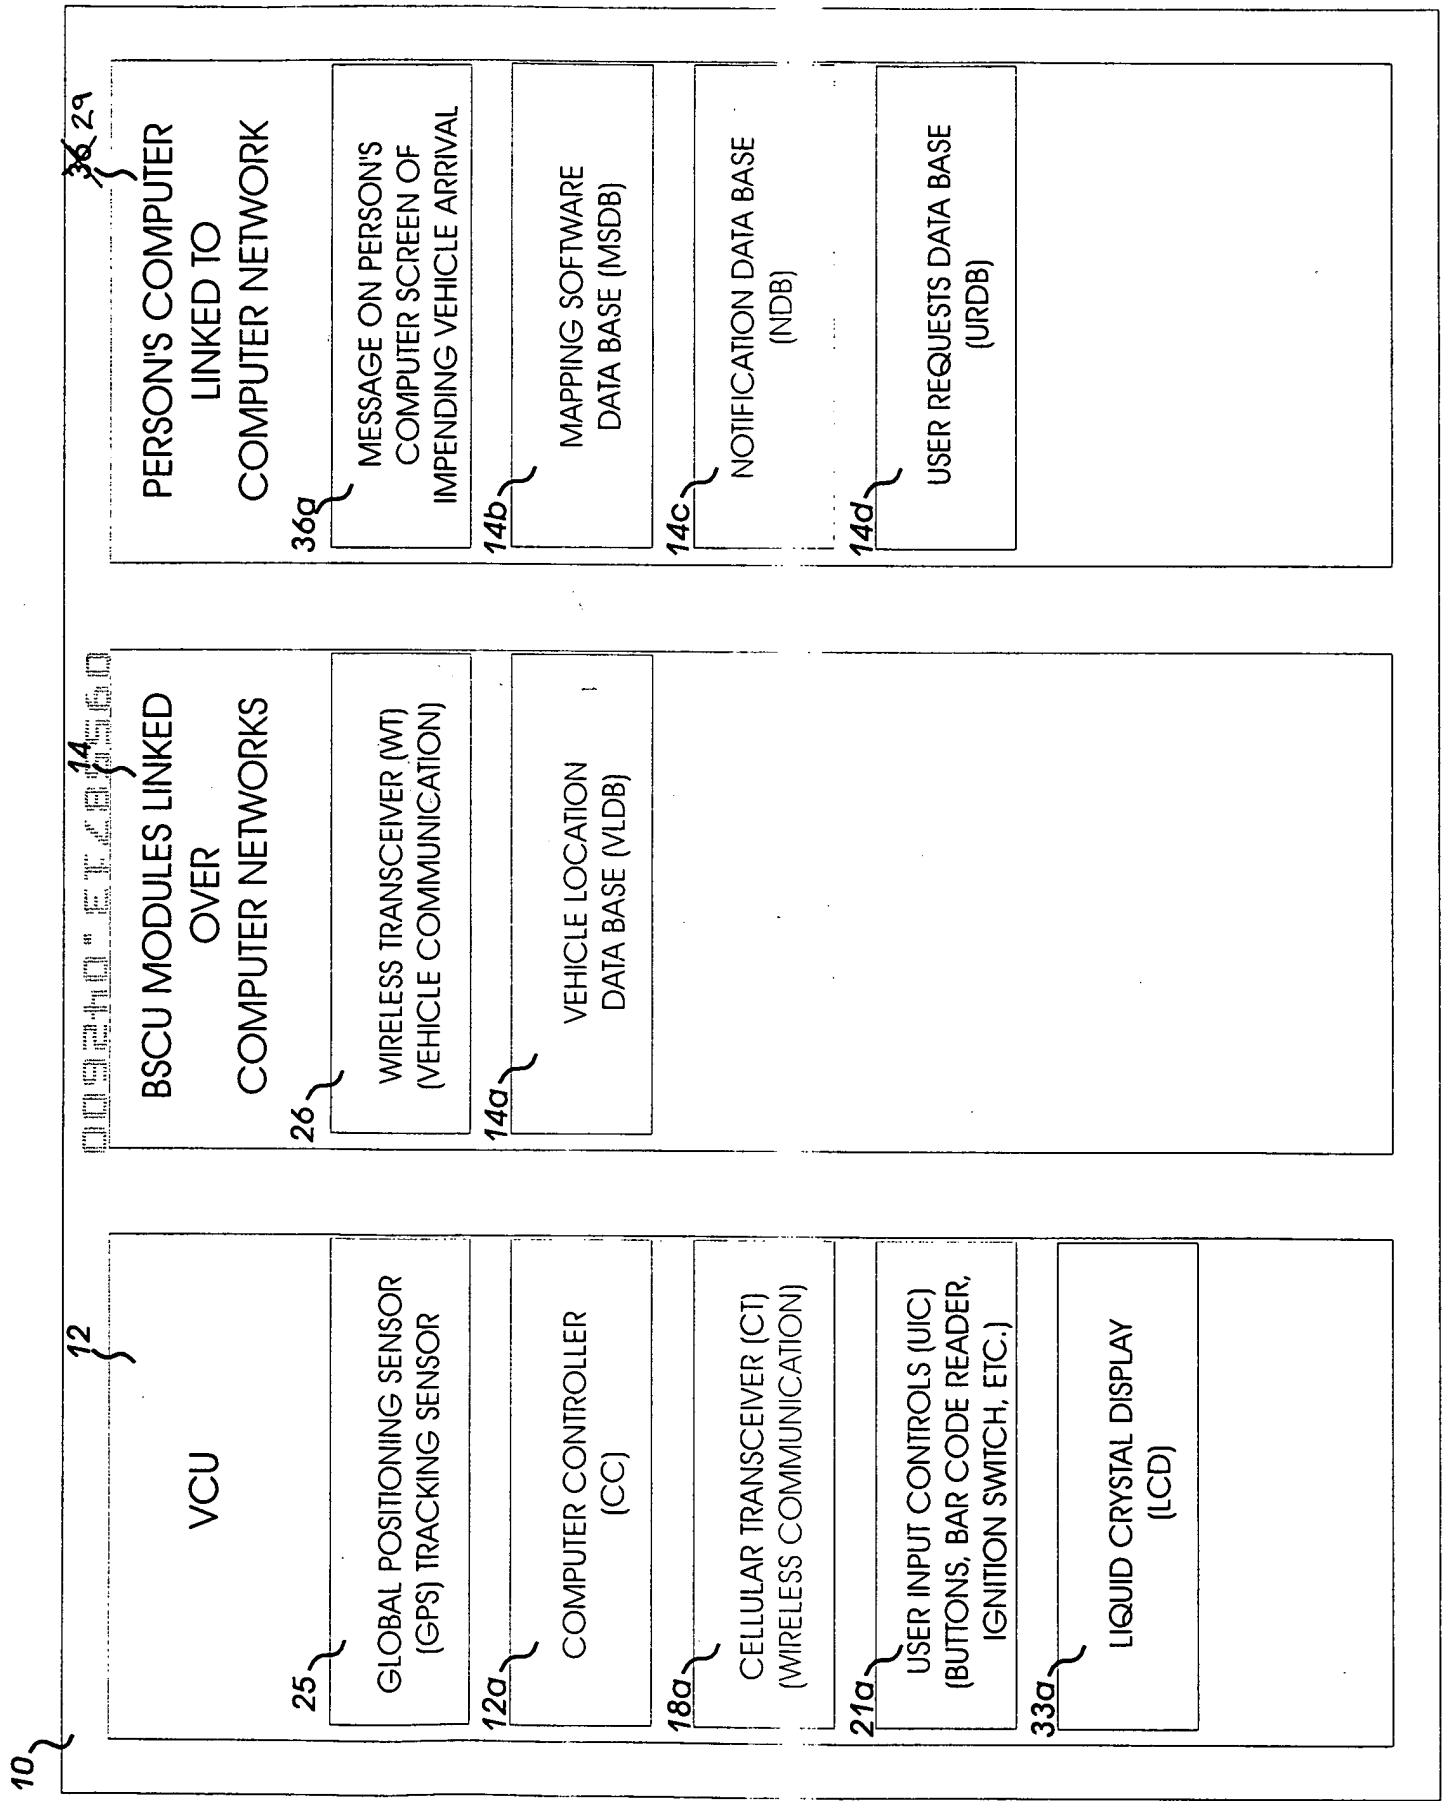 10
12
VCU
25
GLOBAL POSITIONING SENSOR
(GPS) TRACKING SENSOR
12a
COMPUTER CONTROLLER
(CC)
18a
CELLULAR TRANSCEIVER (CT)
(WIRELESS COMMUNICATION)
21a
USER INPUT CONTROLS (UIC)
(BUTTONS, BAR CODE READER,
IGNITION SWITCH, ETC.)
33a
LIQUID CRYSTAL DISPLAY
(LCD)
14
BSCU MODULES LINKED
OVER
COMPUTER NETWORKS
26
WIRELESS TRANSCEIVER (WT)
(VEHICLE COMMUNICATION)
14a
VEHICLE LOCATION
DATA BASE (VLDB)
36 29
PERSON'S COMPUTER
LINKED TO
COMPUTER NETWORK
36a
MESSAGE ON PERSON'S
COMPUTER SCREEN OF
IMPENDING VEHICLE ARRIVAL
14b
MAPPING SOFTWARE
DATA BASE (MSDB)
14c
NOTIFICATION DATA BASE
(NDB)
14d
USER REQUESTS DATA BASE
(URDB)